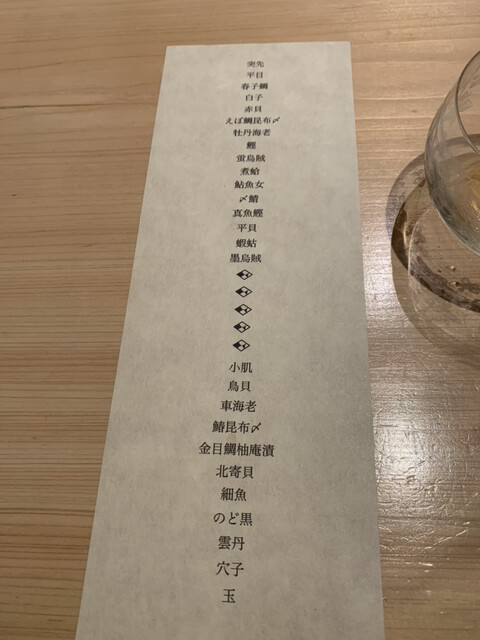 突先
平目
春子鯛
白子
赤貝
えぼ鯛昆布〆
牡丹海老
鰹
蛍烏賊
煮蛤
鮎魚女
〆鯖
真魚鰹
平貝
蝦蛄
墨烏賊
小肌
鳥貝
車海老
鰆昆布〆
金目鯛柚庵漬
北寄貝
細魚
のど黒
雲丹
穴子
玉